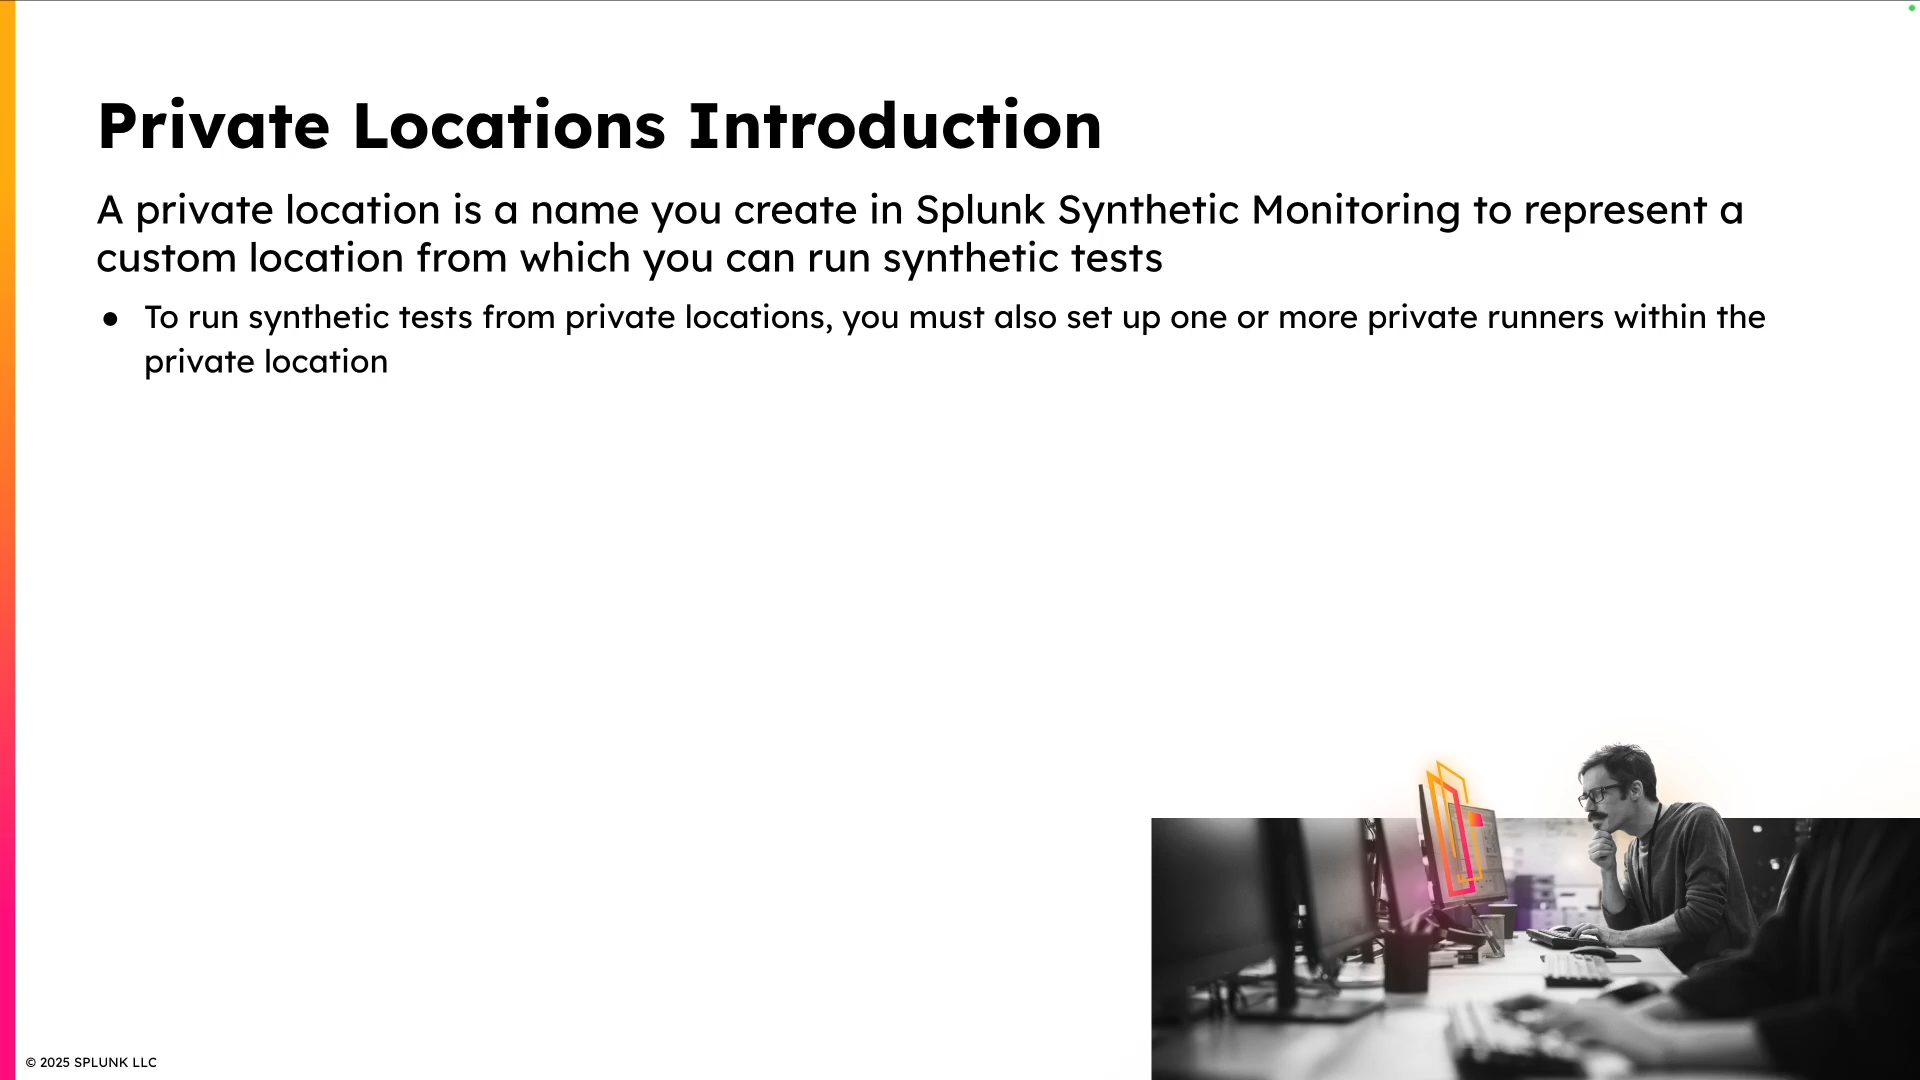 Private Locations Introduction
A private location is a name you create in Splunk Synthetic Monitoring to represent a
custom location from which you can run synthetic tests
● To run synthetic tests from private locations, you must also set up one or more private runners within the
private location
© 2025 SPLUNK LLC